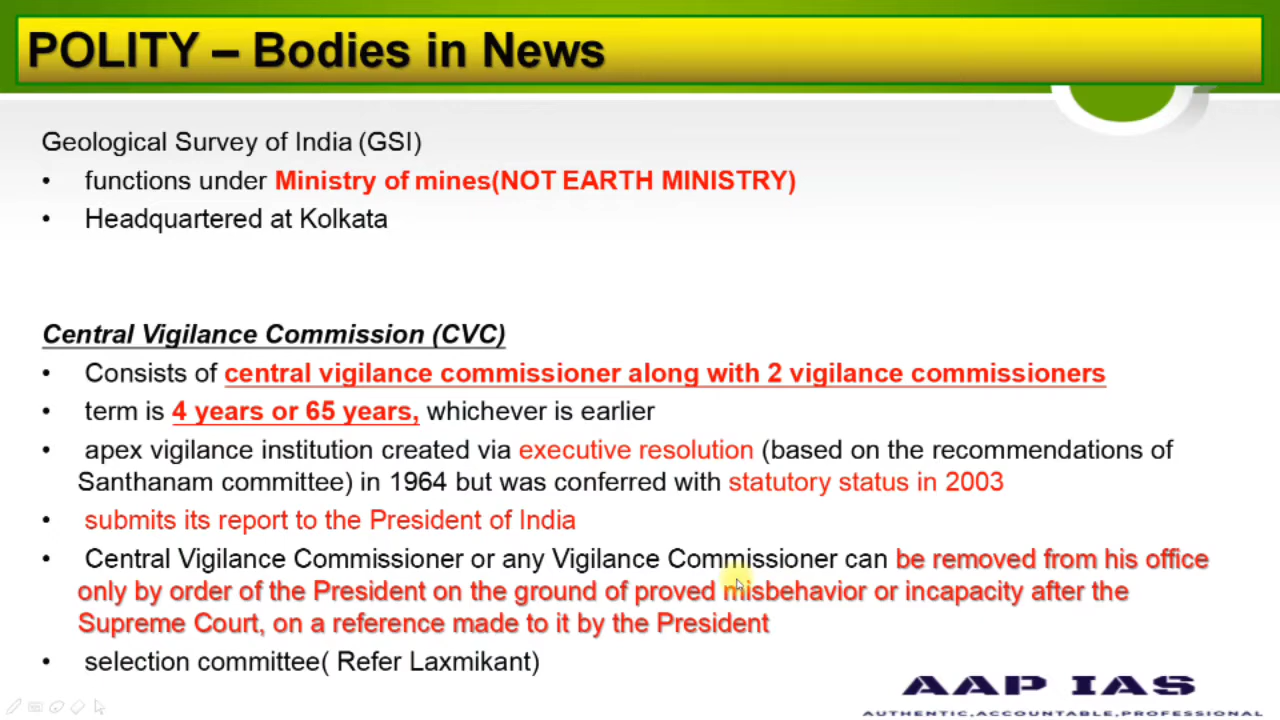 POLITY – Bodies in News
Geological Survey of India (GSI)
• functions under Ministry of mines(NOT EARTH MINISTRY)
• Headquartered at Kolkata
Central Vigilance Commission (CVC)
• Consists of central vigilance commissioner along with 2 vigilance commissioners
• term is 4 years or 65 years, whichever is earlier
• apex vigilance institution created via executive resolution (based on the recommendations of
Santhanam committee) in 1964 but was conferred with statutory status in 2003
• submits its report to the President of India
• Central Vigilance Commissioner or any Vigilance Commissioner can be removed from his office
only by order of the President on the ground of proved misbehavior or incapacity after the
Supreme Court, on a reference made to it by the President
• selection committee( Refer Laxmikant)
AAP IAS
AUTHENTIC,ACCOUNTABLE,PROFESSIONAL